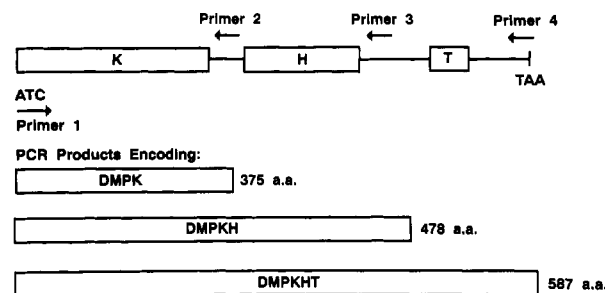 Primer 2 Primer 3 Primer 4
K H T
TAA
ATC
Primer 1
PCR Products Encoding:
DMPK 375 a.a.
DMPKH 478 a.a.
DMPKHT 587 a.a.